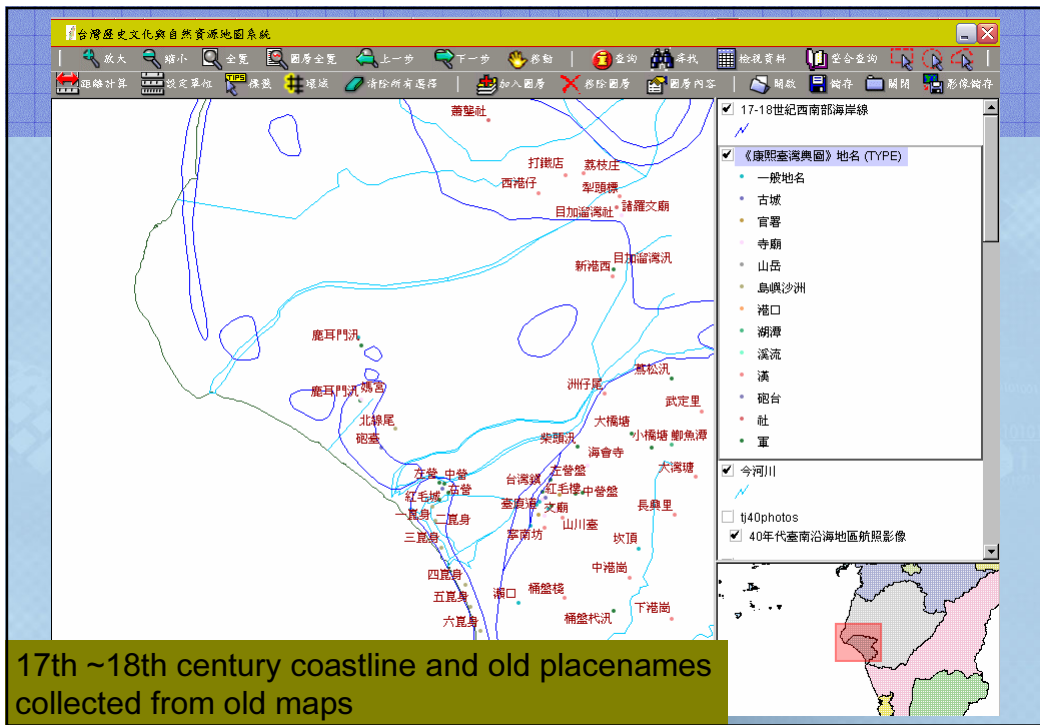 台灣歷史文化與自然資源地圖系統
放大 縮小 全覽 圖層全覽 上一步 下一步 移動 查詢 尋找 檢視資料 整合查詢
距離計算 設定單位 TIPS 標籤 環域 清除所有選擇 加入圖層 移除圖層 圖層內容 開啟 儲存 關閉 影像儲存
蕭壟社
打鐵店 荔枝庄
西港仔 犁頭標
目加溜灣社 諸羅文廟
新港西 目加溜灣汛
鹿耳門汛
鹿耳門汛 媽宮
北線尾
砲臺
洲仔尾 蔦松汛
武定里
大橋塘 小橋塘 鯽魚潭
柴頭汛 海會寺
左營 中營 台灣鎮 左營盤 大灣塘
右營 紅毛樓 中營盤
紅毛城 臺貢道 文廟 長興里
一崑身 二崑身 山川臺
三崑身 寧南坊 坎頂
四崑身 中港崗
五崑身 瀨口 桶盤棧
六崑身 桶盤杙汛 下港崗
17-18世紀西南部海岸線
《康熙臺灣輿圖》地名 (TYPE)
一般地名
古城
官署
寺廟
山岳
島嶼沙洲
港口
湖潭
溪流
漢
砲台
社
軍
今河川
tj40photos
40年代臺南沿海地區航照影像
17th ~18th century coastline and old placenames
collected from old maps